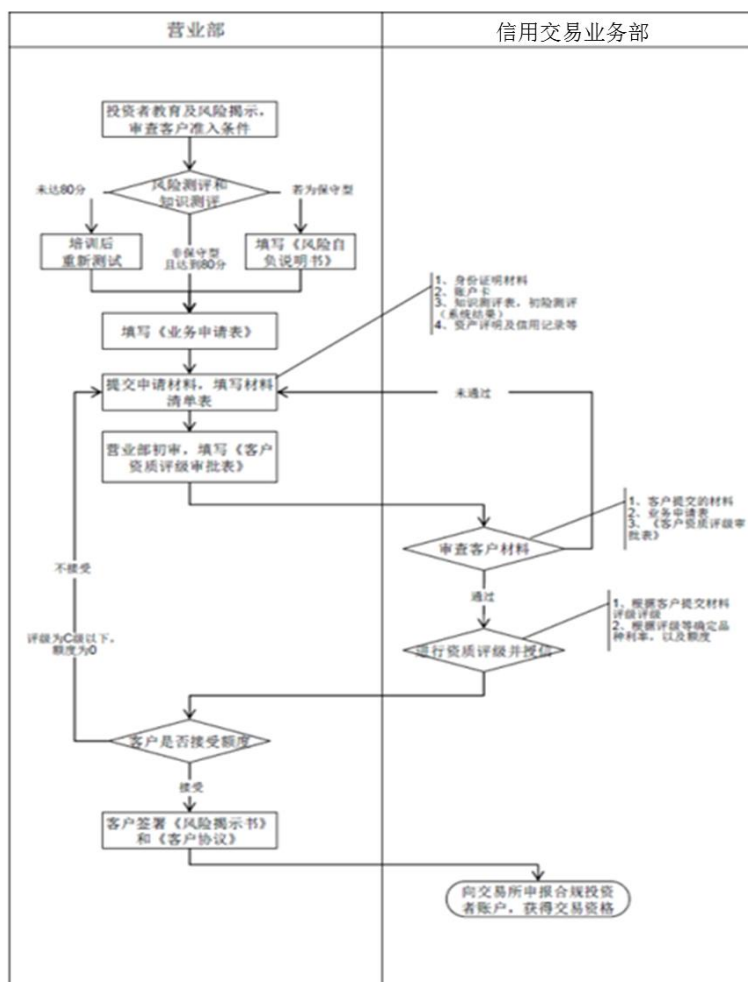 营业部
信用交易业务部
投资者教育及风险揭示,
审查客户准入条件
未达80分
风险测评和
知识测评
若为保守型
培训后
重新测试
非保守型
且达到80分
填写《风险自
负说明书》
1、身份证明材料
2、账户卡
3、知识测评表,初险测评
(系统结果)
4、资产评明及信用记录等
填写《业务申请表》
提交申请材料,填写材料
清单表
未通过
营业部初审,填写《客户
资质评级审批表》
1、客户提交的材料
2、业务申请表
3、《客户资质评级审
批表》
审查客户材料
不接受
通过
1、根据客户提交材料
评级评级
2、根据评级等确定品
种利率,以及额度
评级为C级以下,
额度为0
进行资质评级并授信
客户是否接受额度
接受
客户签署《风险揭示书》
和《客户协议》
向交易所申报合规投资
者账户,获得交易资格